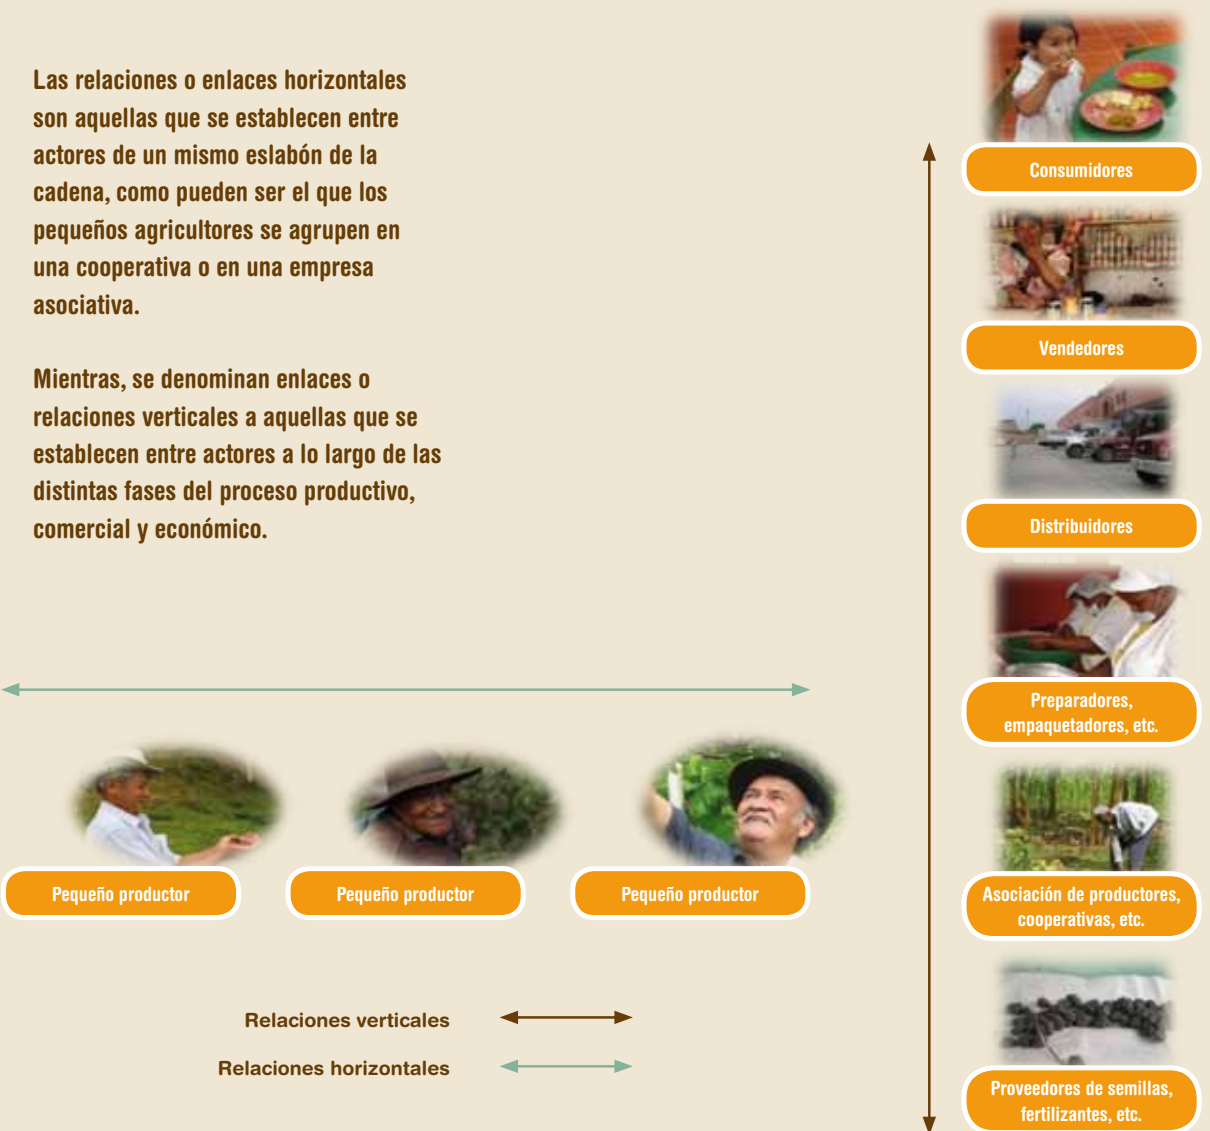 Las relaciones o enlaces horizontales
son aquellas que se establecen entre
actores de un mismo eslabón de la
cadena, como pueden ser el que los
pequeños agricultores se agrupen en
una cooperativa o en una empresa
asociativa.
Mientras, se denominan enlaces o
relaciones verticales a aquellas que se
establecen entre actores a lo largo de las
distintas fases del proceso productivo,
comercial y económico.
Pequeño productor
Pequeño productor
Pequeño productor
Relaciones verticales
Relaciones horizontales
Consumidores
Vendedores
Distribuidores
Preparadores,
empaquetadores, etc.
Asociación de productores,
cooperativas, etc.
Proveedores de semillas,
fertilizantes, etc.